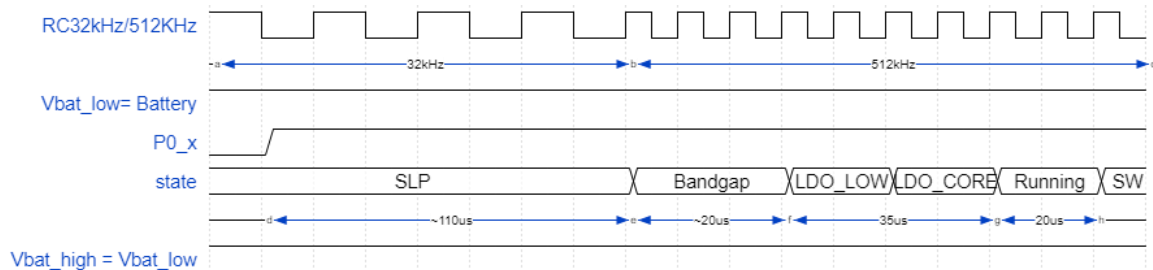 RC32kHz/512KHz
a 32kHz b 512kHz c
Vbat_low= Battery
P0_x
state SLP Bandgap LDO_LOW LDO_CORE Running SW
d ~110us e ~20us f 35us g 20us h
Vbat_high = Vbat_low